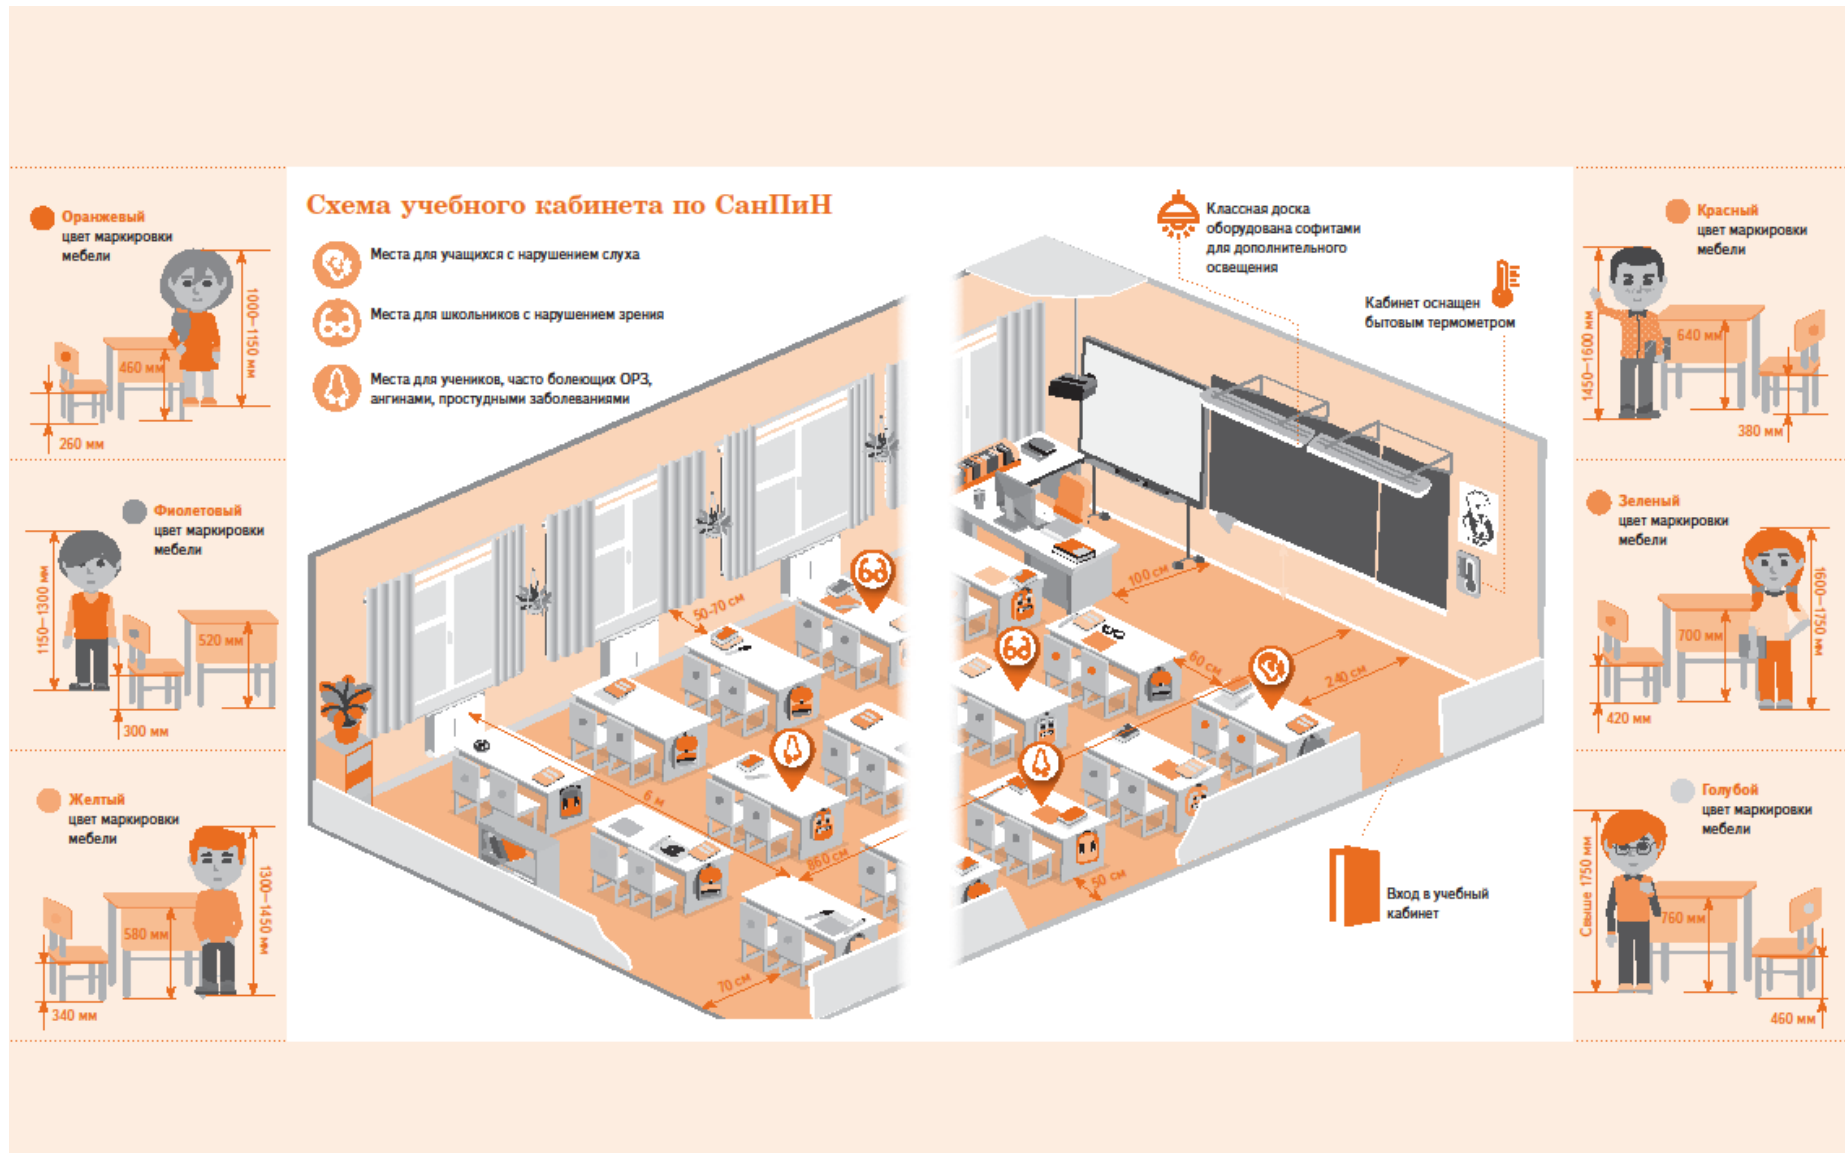 Схема учебного кабинета по СанПиН
Места для учащихся с нарушением слуха
Места для школьников с нарушением зрения
Места для учеников, часто болеющих ОРЗ,
ангинами, простудными заболеваниями
Оранжевый
цвет маркировки
мебели
1000–1150 мм
460 мм
260 мм
Фиолетовый
цвет маркировки
мебели
1150–1300 мм
520 мм
300 мм
Желтый
цвет маркировки
мебели
1300–1450 мм
580 мм
340 мм
50-70 см
6 м
860 см
70 см
Классная доска
оборудована софитами
для дополнительного
освещения
Кабинет оснащен
бытовым термометром
100 см
60 см
240 см
50 см
Вход в учебный
кабинет
Красный
цвет маркировки
мебели
1450–1600 мм
640 мм
380 мм
Зеленый
цвет маркировки
мебели
1600–1750 мм
700 мм
420 мм
Голубой
цвет маркировки
мебели
Свыше 1750 мм
760 мм
460 мм